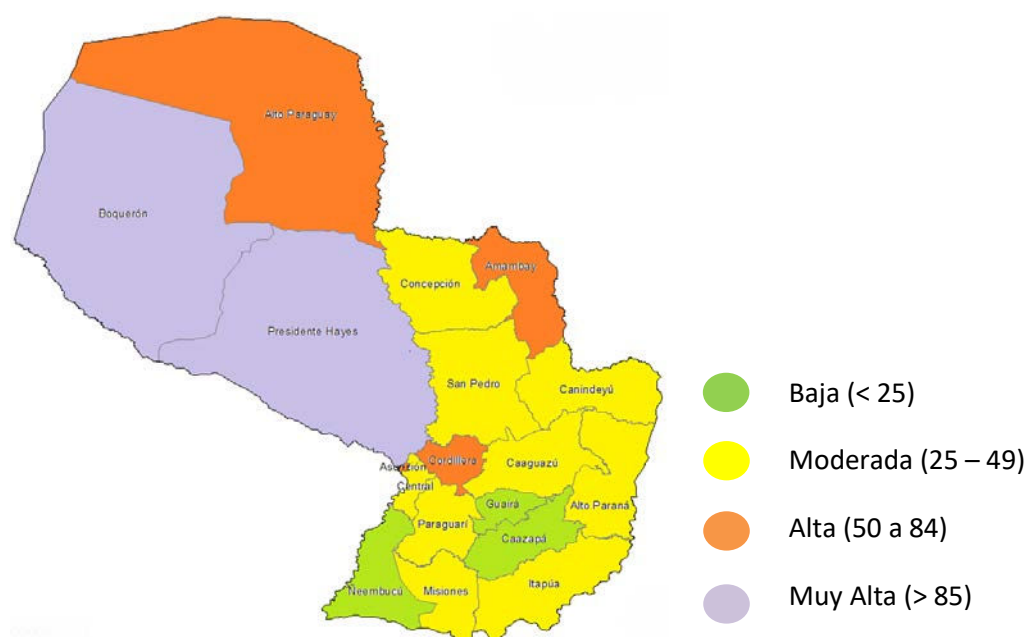 Alto Paraguay
Boquerón
Amambay
Concepción
Presidente Hayes
San Pedro
Canindeyú
Cordillera
Asunción
Caaguazú
Central
Guairá
Alto Paraná
Paraguarí
Caazapá
Itapúa
Ñeembucú
Misiones
Baja (< 25)
Moderada (25 – 49)
Alta (50 a 84)
Muy Alta (> 85)